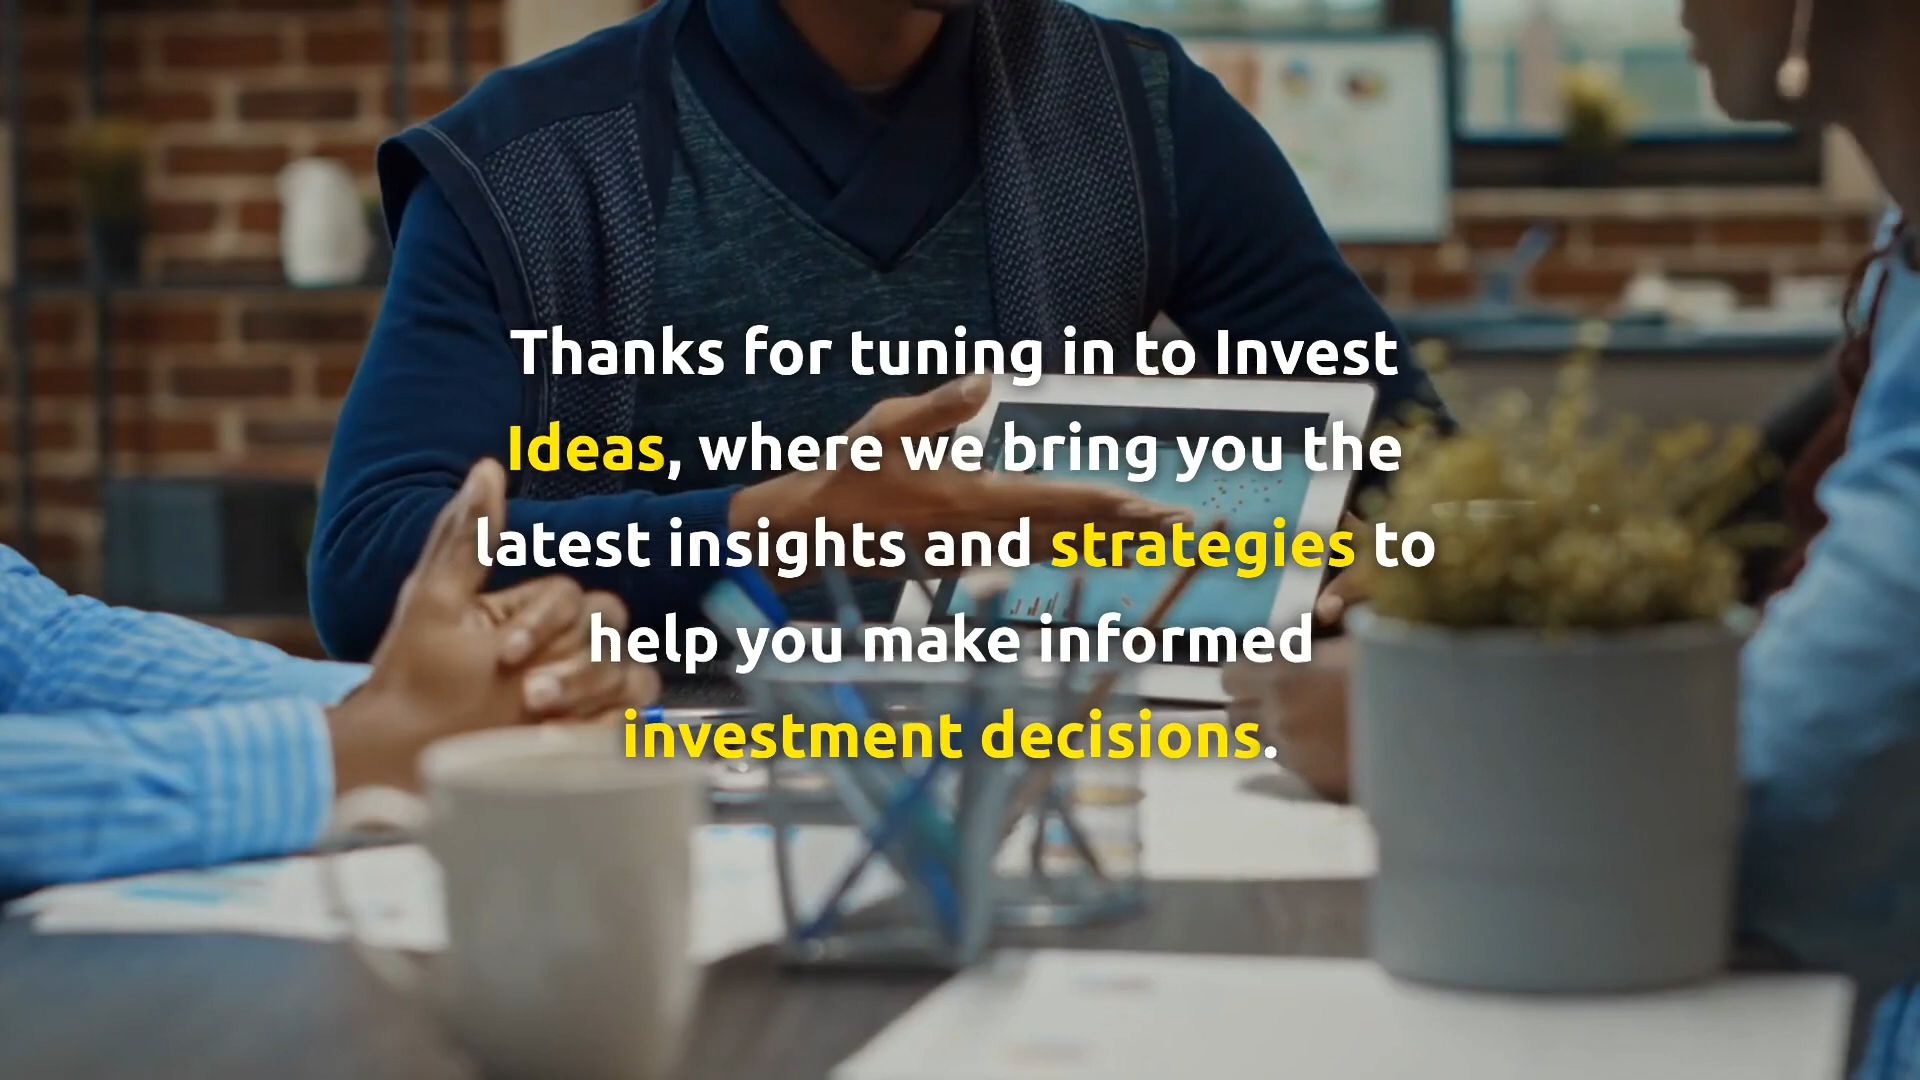 Thanks for tuning in to Invest
Ideas, where we bring you the
latest insights and strategies to
help you make informed
investment decisions.